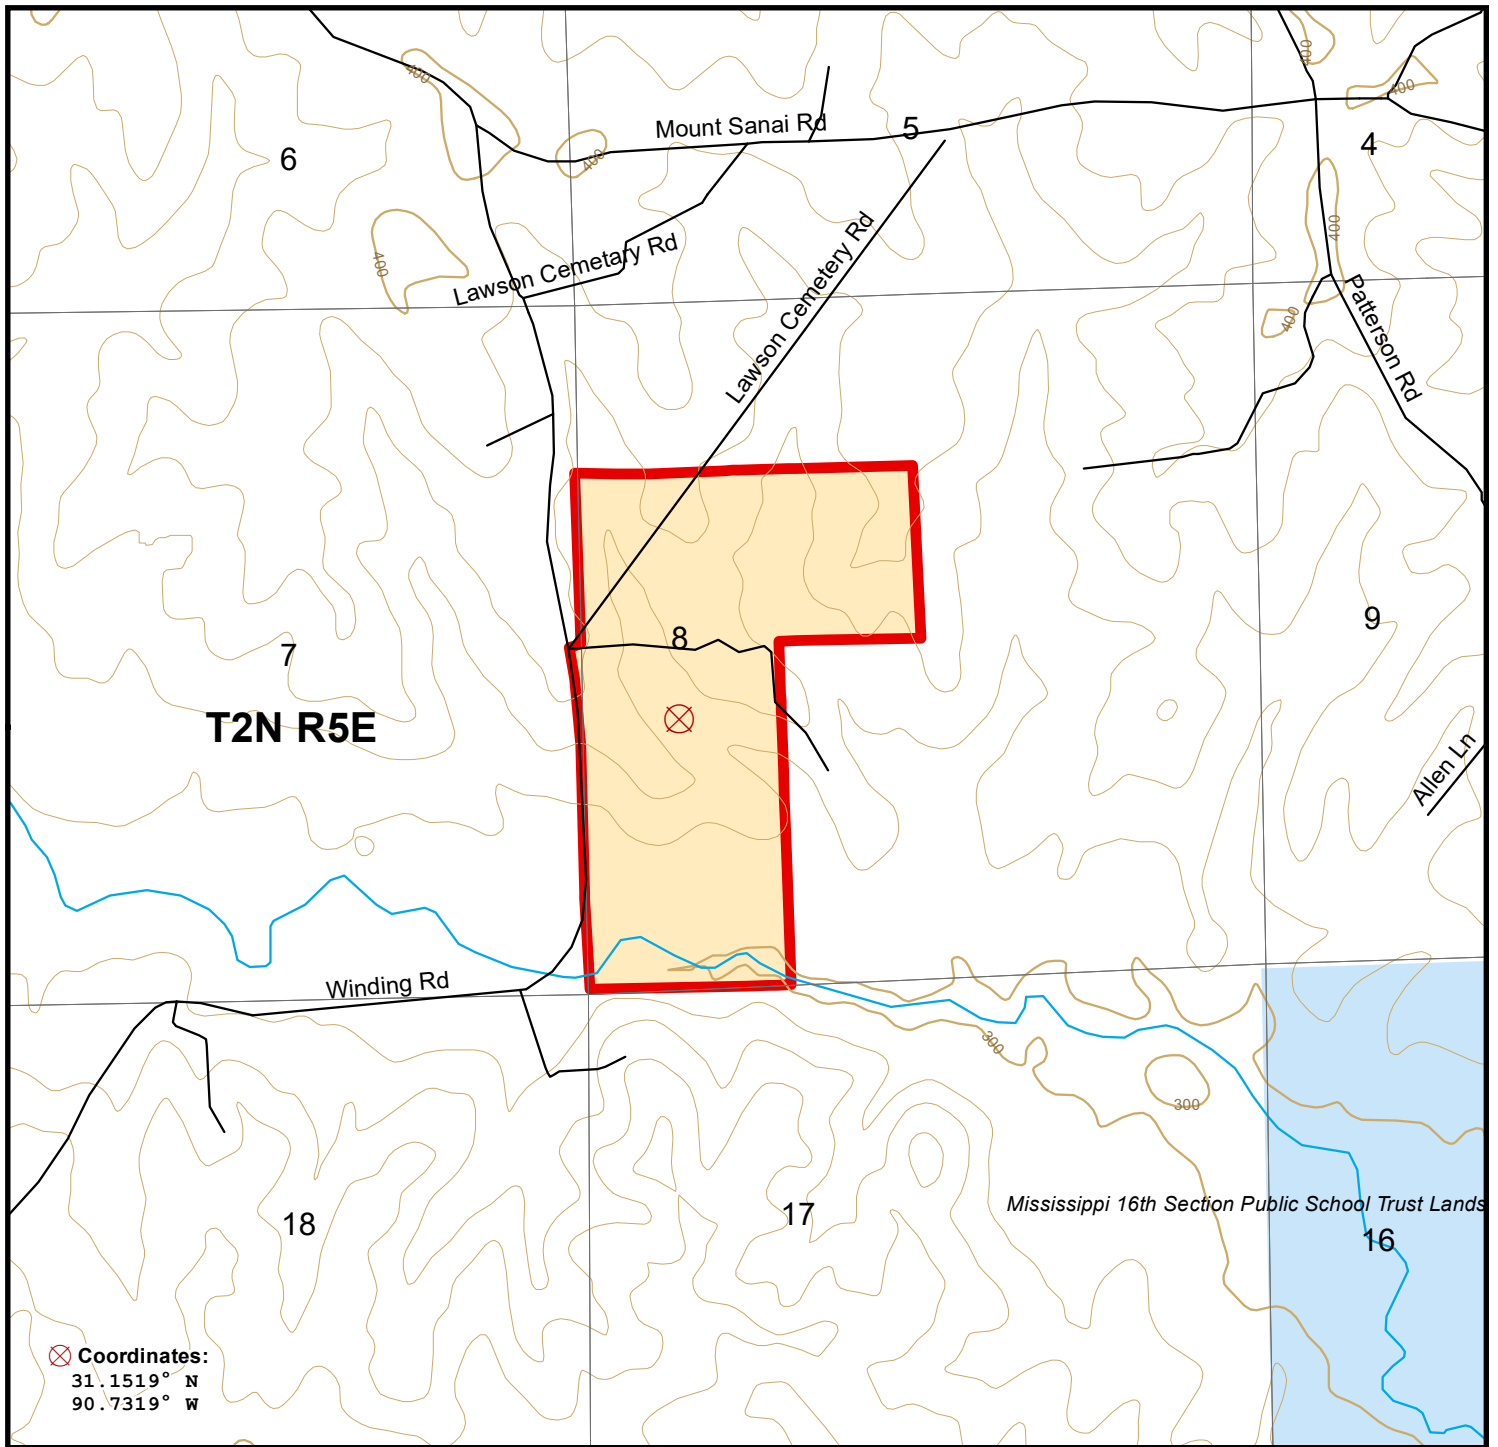 400
400
400
Mount Sanai Rd
5
400
6
4
400
Lawson Cemetary Rd
Lawson Cemetery Rd
400
400
400
Patterson Rd
8
9
7
T2N R5E
Allen Ln
Winding Rd
300
300
Mississippi 16th Section Public School Trust Lands
18
17
16
Coordinates:
31.1519° N
90.7319° W